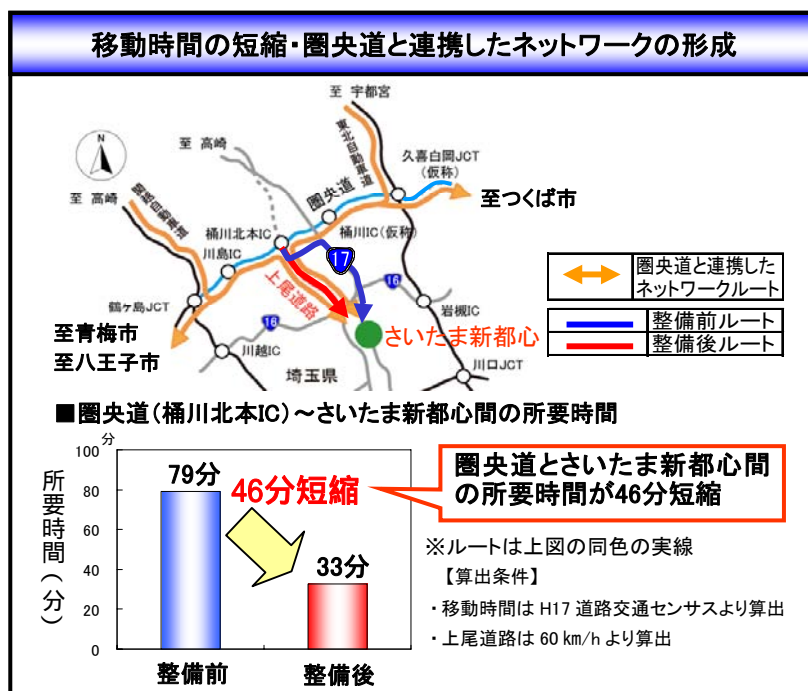 移動時間の短縮・圏央道と連携したネットワークの形成
至 宇都宮
至 高崎
東北自動車道
久喜白岡JCT
(仮称)
N
至 高崎
関越自動車道
圏央道
至つくば市
桶川北本IC
桶川IC(仮称)
川島IC
17
上尾道路
16
圏央道と連携した
ネットワークルート
鶴ヶ島JCT
岩槻IC
整備前ルート
至青梅市
16
さいたま新都心
整備後ルート
至八王子市
川越IC
川口JCT
埼玉県
■圏央道(桶川北本IC)～さいたま新都心間の所要時間
分
100
80
60
40
20
0
所要時間(分)
79分
46分短縮
33分
整備前
整備後
圏央道とさいたま新都心間
の所要時間が46分短縮
※ルートは上図の同色の実線
【算出条件】
・移動時間は H17 道路交通センサスより算出
・上尾道路は 60 km/h より算出